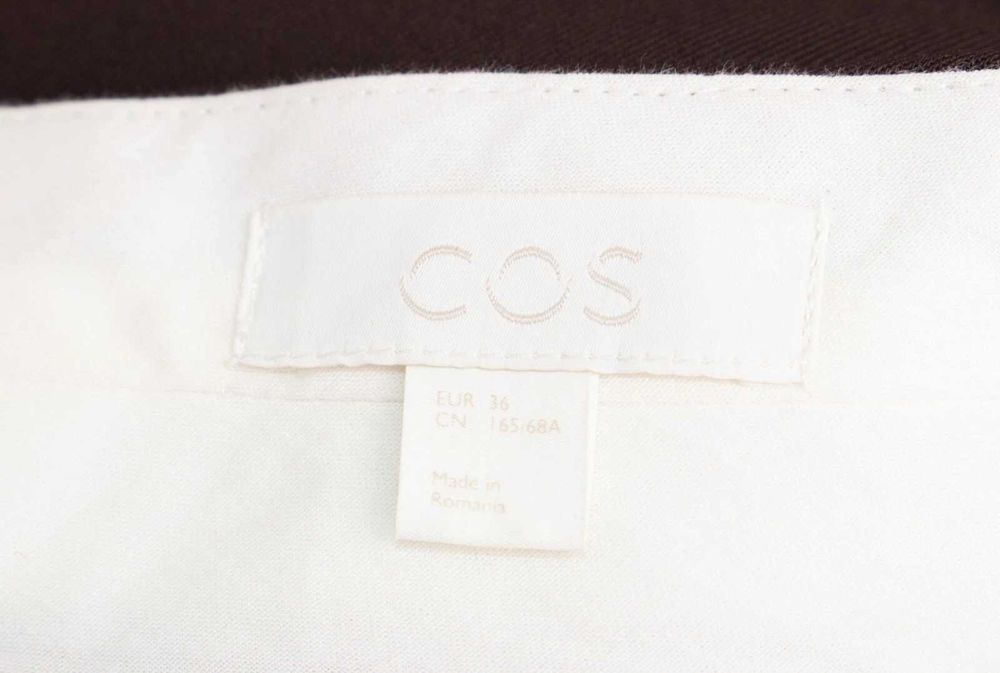 COS
EUR 36
CN 165/68A
Made in
Romania